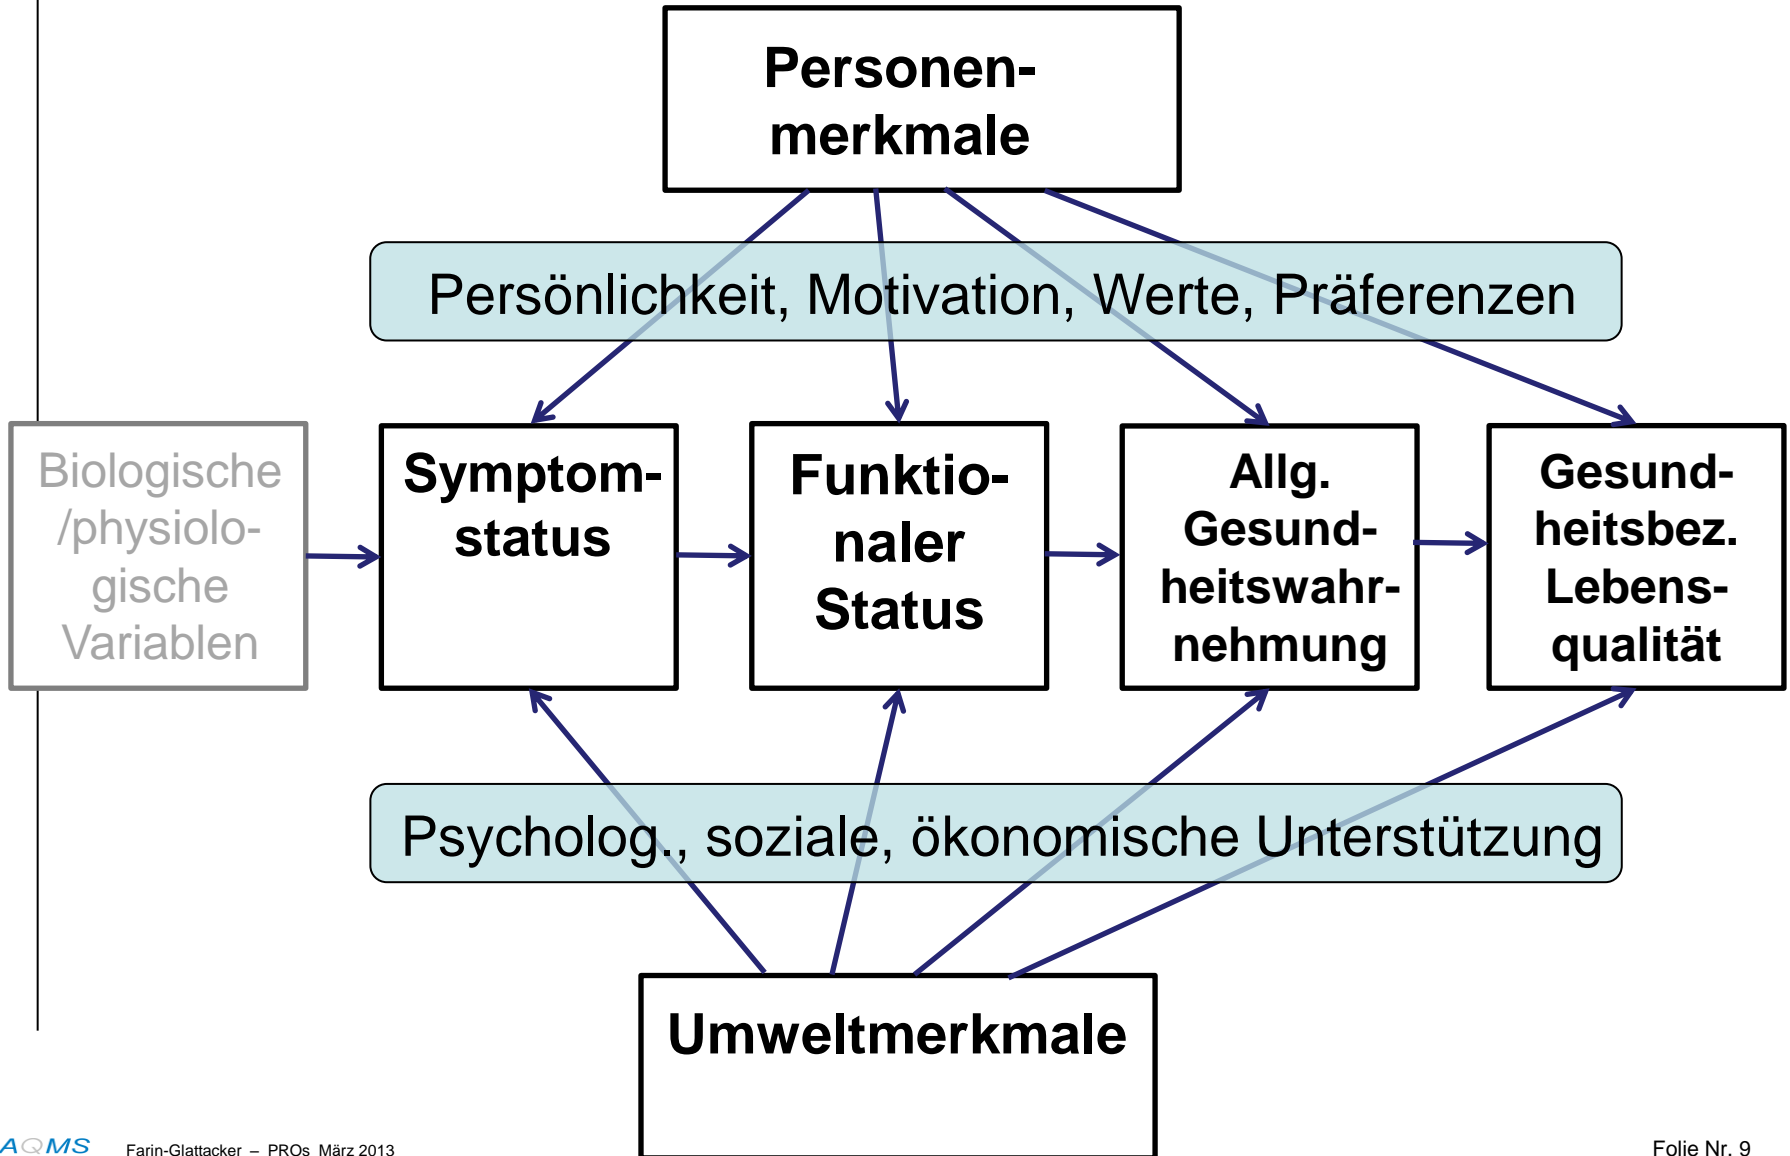 Personen-
merkmale
Persönlichkeit, Motivation, Werte, Präferenzen
Biologische
/physiolo-
gische
Variablen
Symptom-
status
Funktio-
naler
Status
Allg.
Gesund-
heitswahr-
nehmung
Gesund-
heitsbez.
Lebens-
qualität
Psycholog., soziale, ökonomische Unterstützung
Umweltmerkmale
AQMS Farin-Glattacker – PROs März 2013
Folie Nr. 9